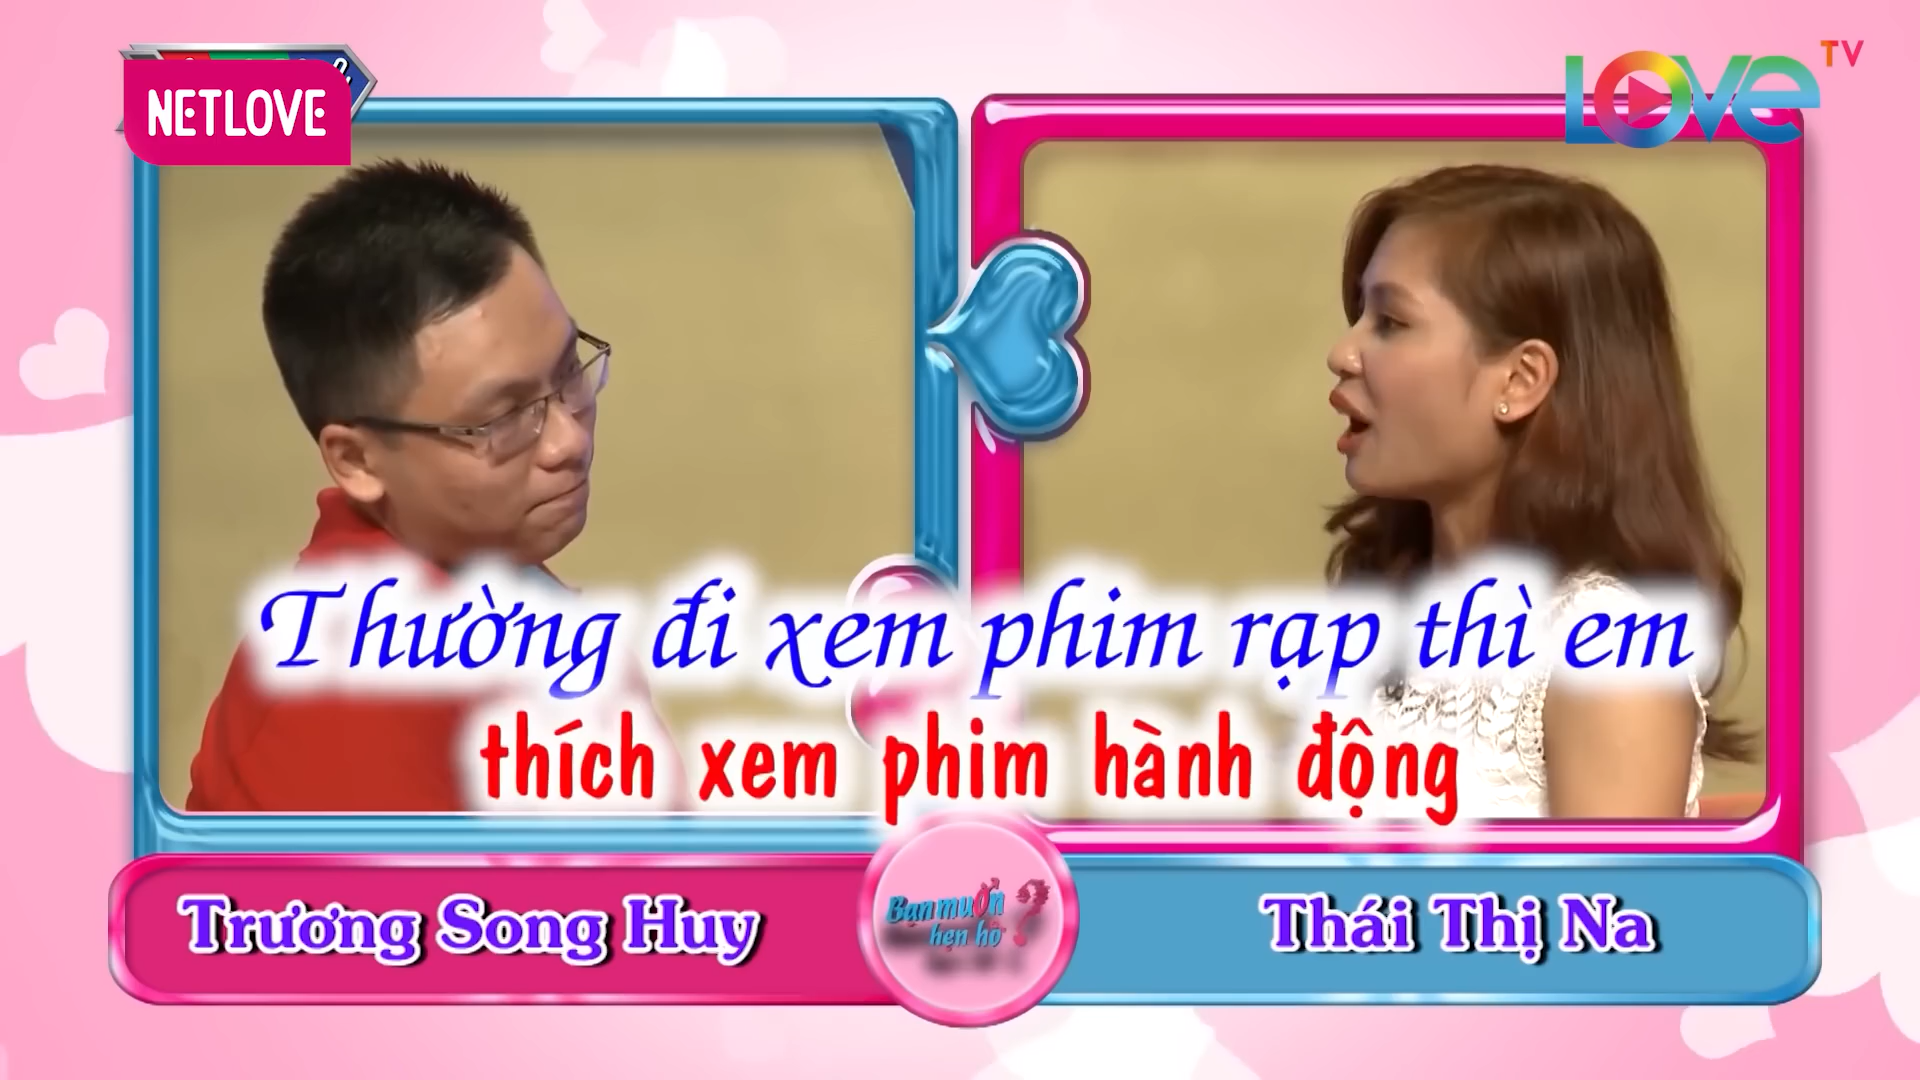 NETLOVE
LOVE TV
Thường đi xem phim rạp thì em
thích xem phim hành động
Trương Song Huy
Bạn muốn
hẹn hò
?
Thái Thị Na